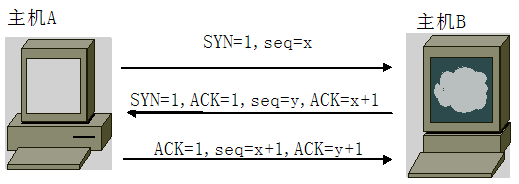 主机A
主机B
SYN=1,seq=x
SYN=1,ACK=1,seq=y,ACK=x+1
ACK=1,seq=x+1,ACK=y+1